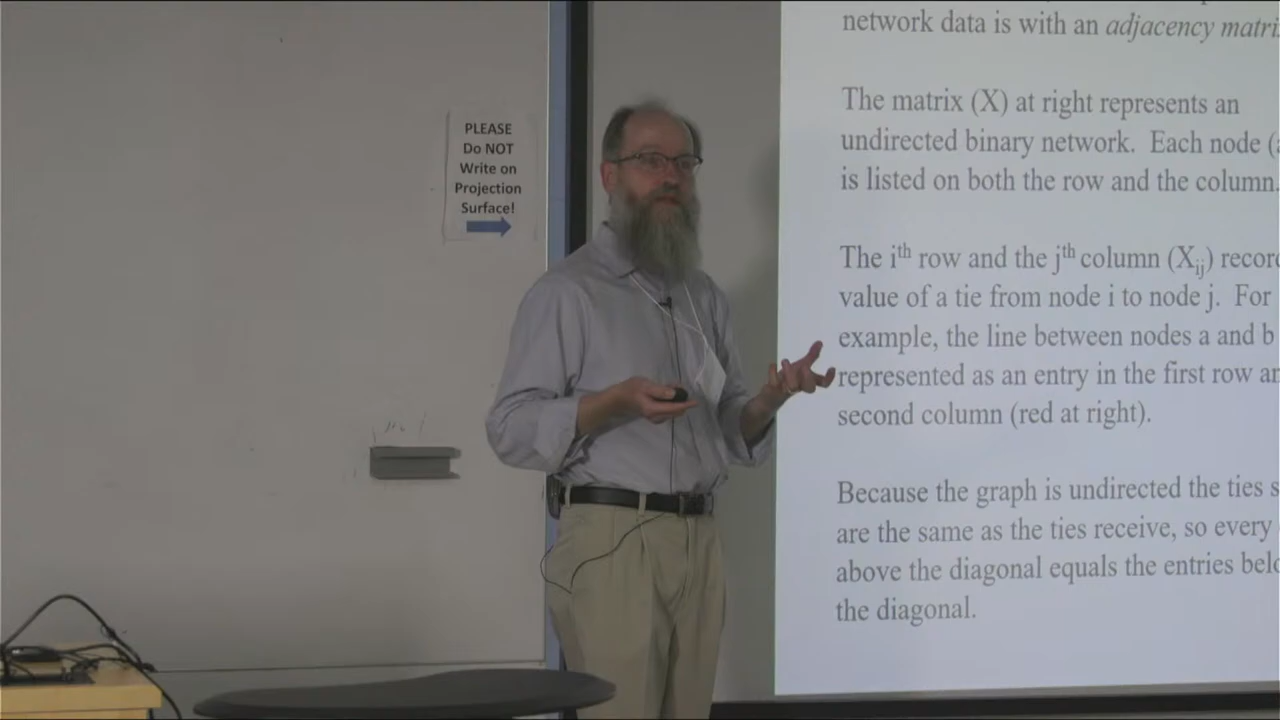 PLEASE
Do NOT
Write on
Projection
Surface!
network data is with an adjacency matri
The matrix (X) at right represents an
undirected binary network. Each node (
is listed on both the row and the column.
The ith row and the jth column (Xij) recor
value of a tie from node i to node j. For
example, the line between nodes a and b
represented as an entry in the first row an
second column (red at right).
Because the graph is undirected the ties s
are the same as the ties receive, so every
above the diagonal equals the entries belo
the diagonal.